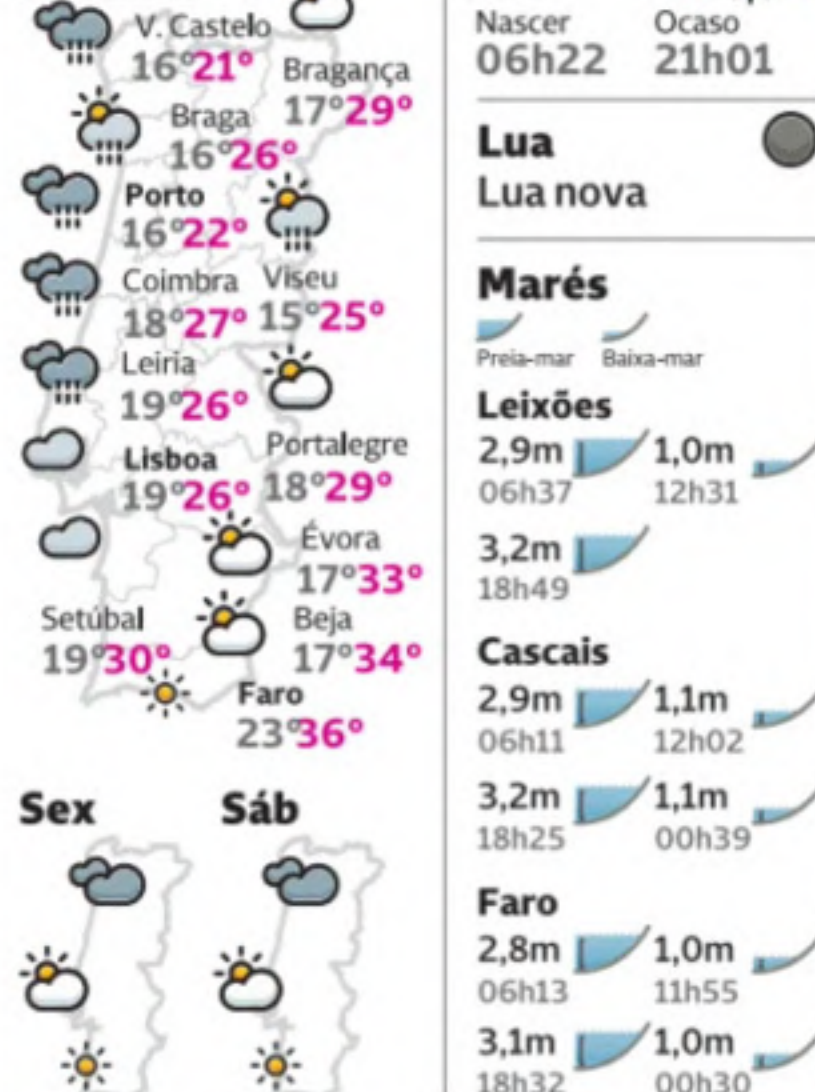 V. Castelo
16° 21°
Bragança
17° 29°
Braga
16° 26°
Porto
16° 22°
Coimbra
18° 27°
Viseu
15° 25°
Leiria
19° 26°
Lisboa
19° 26°
Portalegre
18° 29°
Évora
17° 33°
Setúbal
19° 30°
Beja
17° 34°
Faro
23° 36°
Sex Sáb
Nascer Ocaso
06h22 21h01
Lua
Lua nova
Marés
Preia-mar Baixa-mar
Leixões
2,9m 1,0m
06h37 12h31
3,2m
18h49
Cascais
2,9m 1,1m
06h11 12h02
3,2m 1,1m
18h25 00h39
Faro
2,8m 1,0m
06h13 11h55
3,1m 1,0m
18h32 00h30